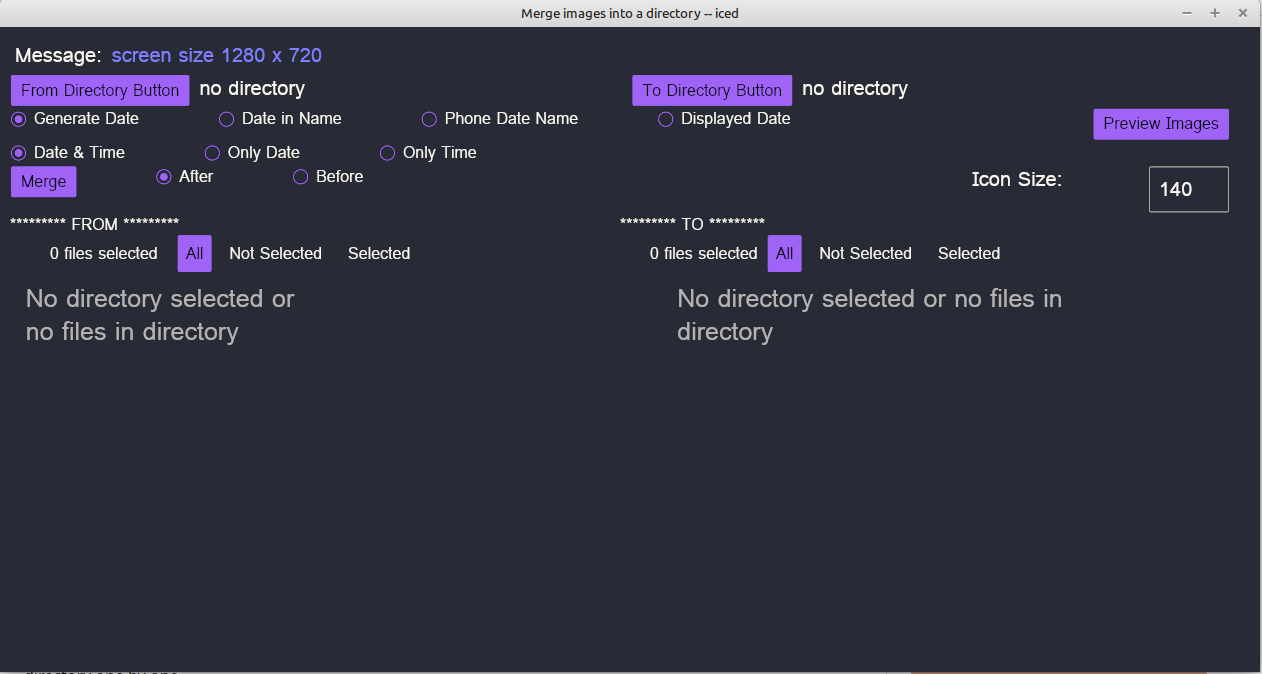 Merge images into a directory -- iced
Message: screen size 1280 x 720
From Directory Button no directory To Directory Button no directory
Generate Date Date in Name Phone Date Name Displayed Date Preview Images
Date & Time Only Date Only Time
Merge After Before Icon Size: 140
********* FROM ********* ********* TO *********
0 files selected All Not Selected Selected 0 files selected All Not Selected Selected
No directory selected or
no files in directory
No directory selected or no files in
directory